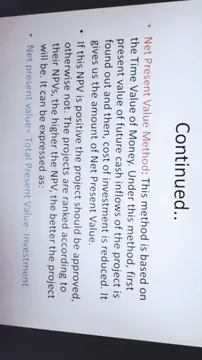 Continued..
• Net Present Value Method: This method is based on
the Time Value of Money. Under this method, first
present value of future cash inflows of the project is
found out and then, cost of investment is reduced. It
gives us the amount of Net Present Value.
• If this NPV is positive the project should be approved,
otherwise not. The projects are ranked according to
their NPVs, the higher the NPV, the better the project
will be. It can be expressed as:
• Net present value= Total Present Value- Investment